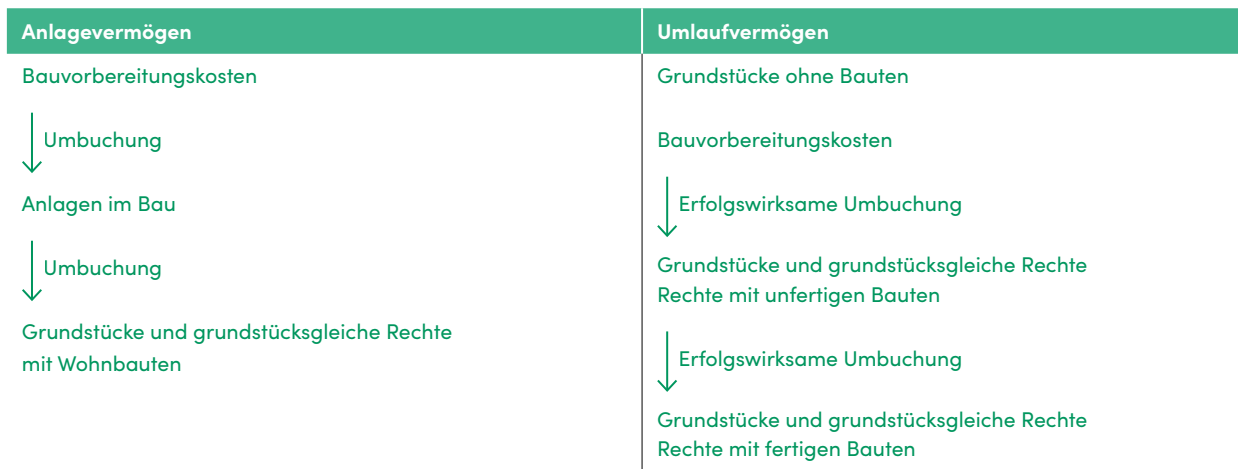 Anlagevermögen
Bauvorbereitungskosten
Umbuchung
Anlagen im Bau
Umbuchung
Grundstücke und grundstücksgleiche Rechte
mit Wohnbauten
Umlaufvermögen
Grundstücke ohne Bauten
Bauvorbereitungskosten
Erfolgswirksame Umbuchung
Grundstücke und grundstücksgleiche Rechte
Rechte mit unfertigen Bauten
Erfolgswirksame Umbuchung
Grundstücke und grundstücksgleiche Rechte
Rechte mit fertigen Bauten